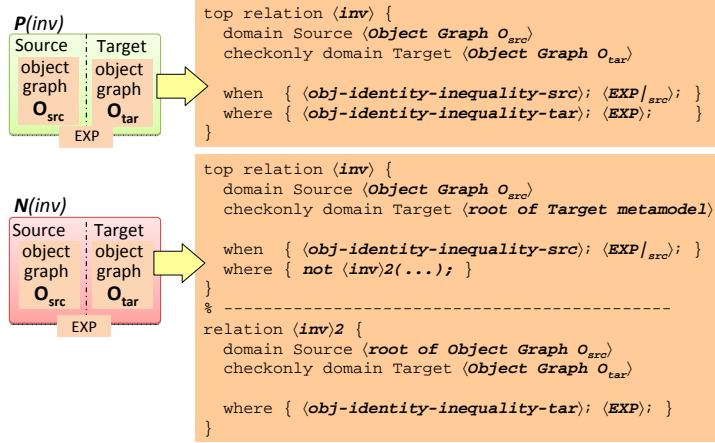 P(inv)
Source Target
object graph Osrc
object graph Otar
EXP
top relation ⟨inv⟩ {
domain Source ⟨Object Graph Osrc⟩
checkonly domain Target ⟨Object Graph Otar⟩
when { ⟨obj-identity-inequality-src⟩; ⟨EXP|src⟩; }
where { ⟨obj-identity-inequality-tar⟩; ⟨EXP⟩; }
}
N(inv)
Source Target
object graph Osrc
object graph Otar
EXP
top relation ⟨inv⟩ {
domain Source ⟨Object Graph Osrc⟩
checkonly domain Target ⟨root of Target metamodel⟩
when { ⟨obj-identity-inequality-src⟩; ⟨EXP|src⟩; }
where { not ⟨inv⟩2(...); }
}
% ---------------------------------------------
relation ⟨inv⟩2 {
domain Source ⟨root of Object Graph Osrc⟩
checkonly domain Target ⟨Object Graph Otar⟩
where { ⟨obj-identity-inequality-tar⟩; ⟨EXP⟩; }
}